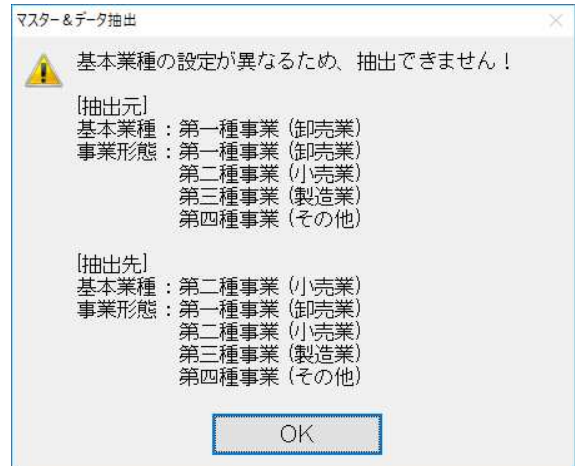 マスター＆データ抽出
基本業種の設定が異なるため、抽出できません！
[抽出元]
基本業種：第一種事業（卸売業）
事業形態：第一種事業（卸売業）
第二種事業（小売業）
第三種事業（製造業）
第四種事業（その他）
[抽出先]
基本業種：第二種事業（小売業）
事業形態：第一種事業（卸売業）
第二種事業（小売業）
第三種事業（製造業）
第四種事業（その他）
OK